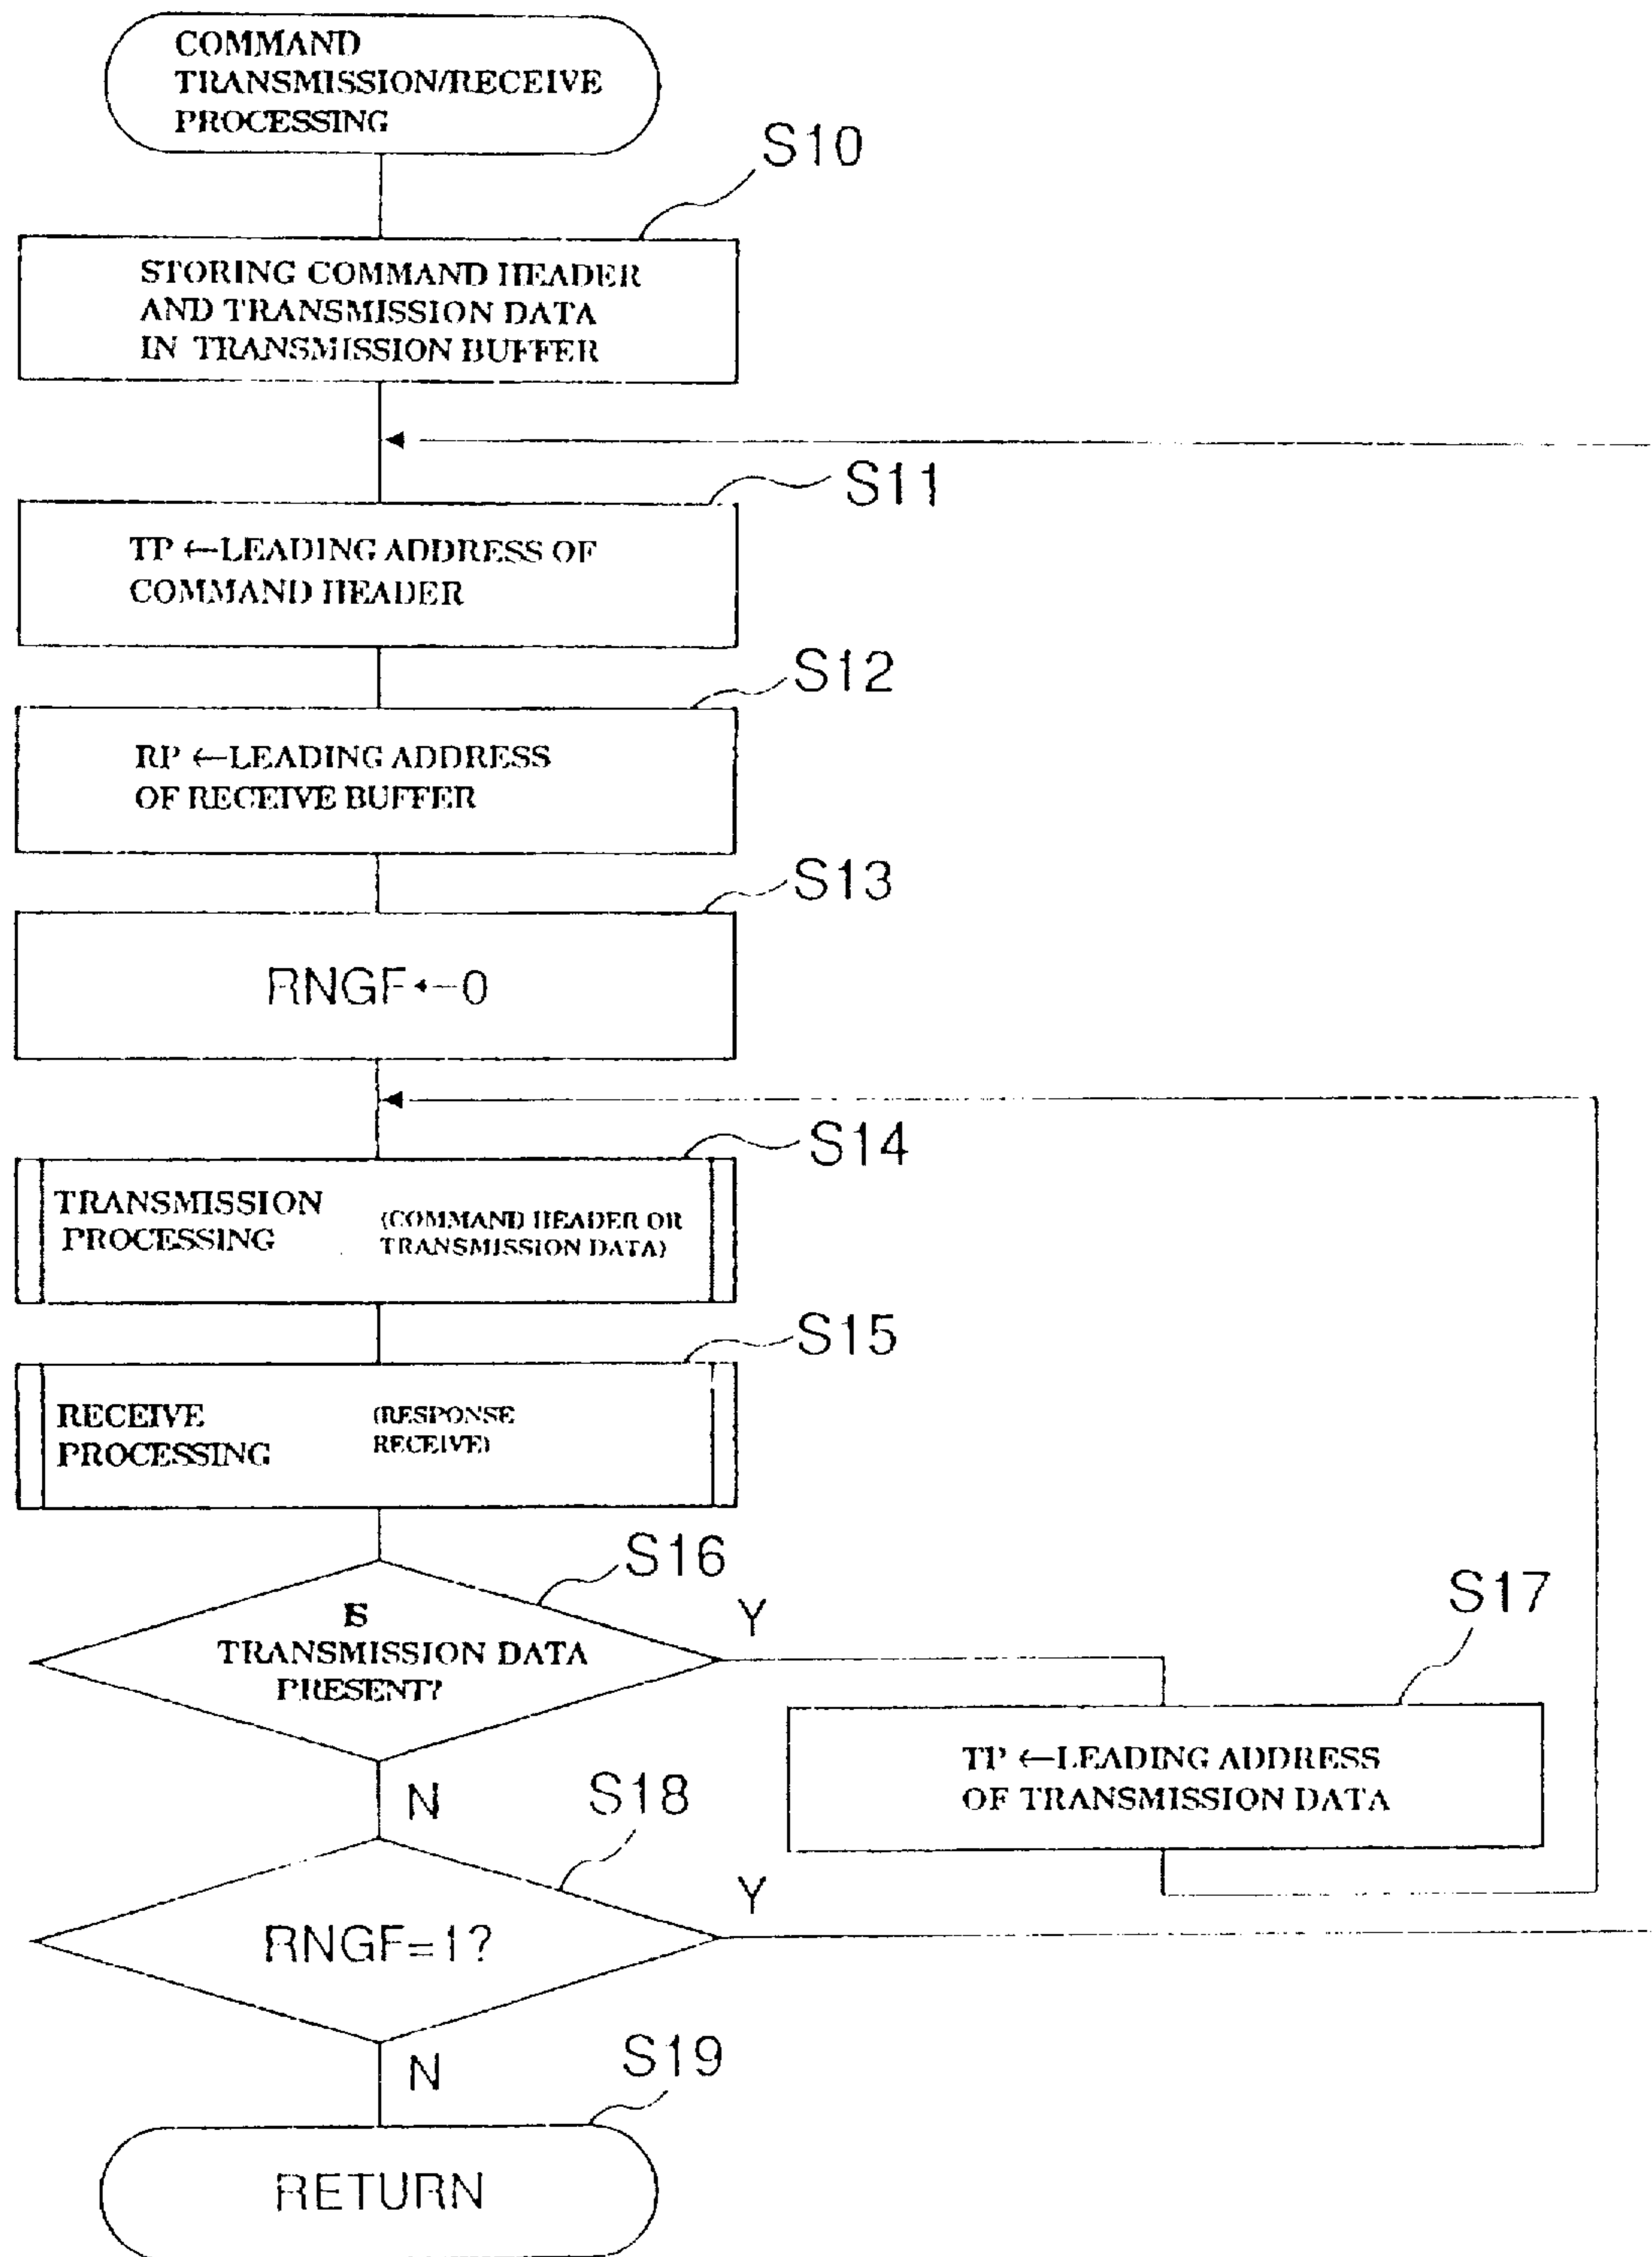 COMMAND
TRANSMISSION/RECEIVE
PROCESSING
S10
STORING COMMAND HEADER
AND TRANSMISSION DATA
IN TRANSMISSION BUFFER
S11
TP ←LEADING ADDRESS OF
COMMAND HEADER
S12
RP ←LEADING ADDRESS
OF RECEIVE BUFFER
S13
RNGF←0
S14
TRANSMISSION
PROCESSING
(COMMAND HEADER OR
TRANSMISSION DATA)
S15
RECEIVE
PROCESSING
(RESPONSE
RECEIVE)
S16
IS
TRANSMISSION DATA
PRESENT?
Y
S17
TP ←LEADING ADDRESS
OF TRANSMISSION DATA
N
S18
RNGF=1?
Y
N
S19
RETURN